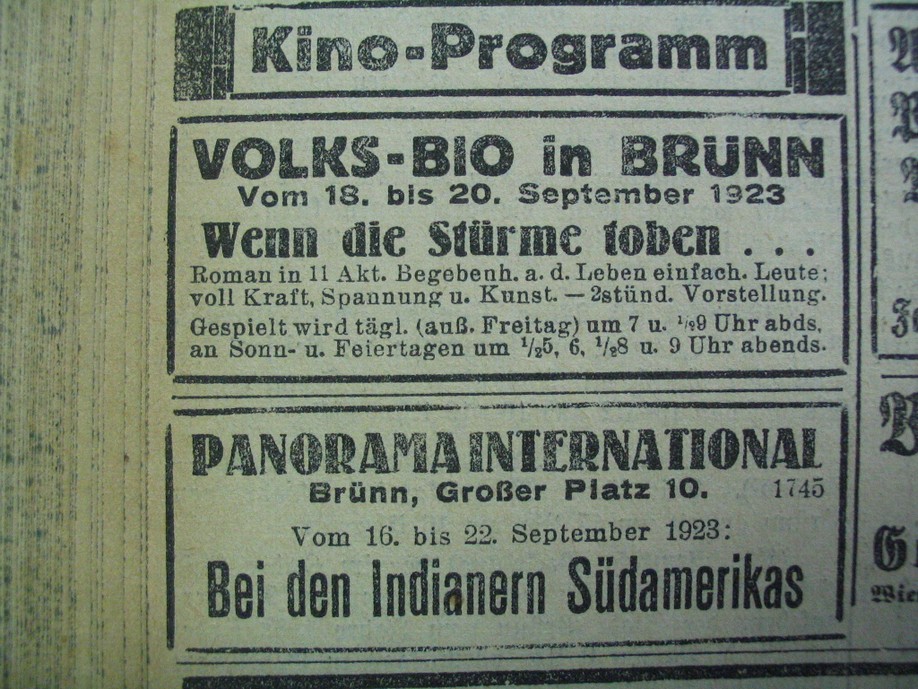 Kino-Programm
VOLKS-BIO in BRÜNN
Vom 18. bis 20. September 1923
Wenn die Stürme toben . . .
Roman in 11 Akt. Begebenh. a. d. Leben einfach. Leute;
voll Kraft, Spannung u. Kunst. — 2stünd. Vorstellung.
Gespielt wird tägl. (auß. Freitag) um 7 u. ½9 Uhr abds.
an Sonn- u. Feiertagen um ½5, 6, ½8 u. 9 Uhr abends.
PANORAMA INTERNATIONAL
Brünn, Großer Platz 10. 1745
Vom 16. bis 22. September 1923:
Bei den Indianern Südamerikas